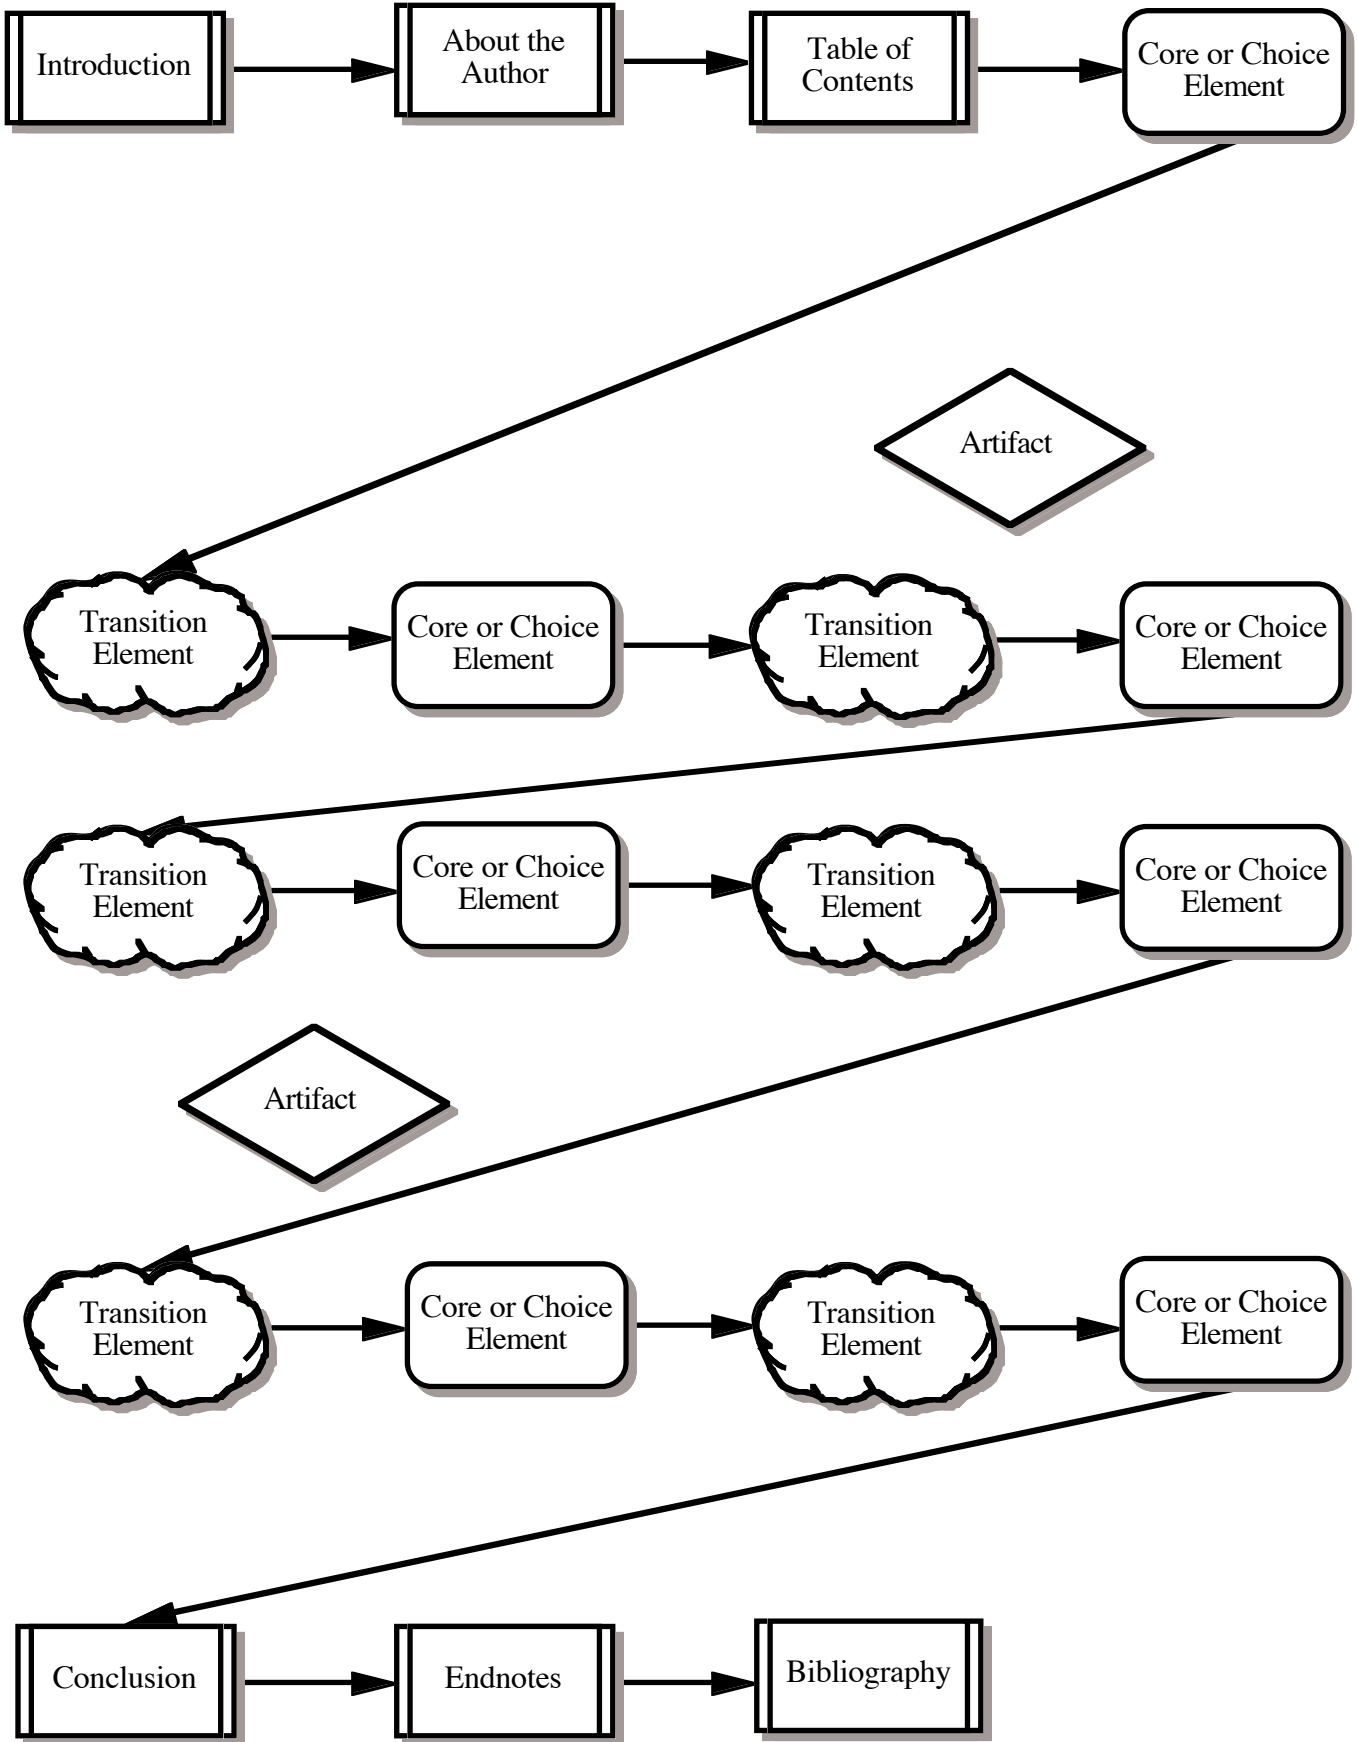 Introduction
About the
Author
Table of
Contents
Core or Choice
Element
Artifact
Transition
Element
Core or Choice
Element
Transition
Element
Core or Choice
Element
Transition
Element
Core or Choice
Element
Transition
Element
Core or Choice
Element
Artifact
Transition
Element
Core or Choice
Element
Transition
Element
Core or Choice
Element
Conclusion
Endnotes
Bibliography